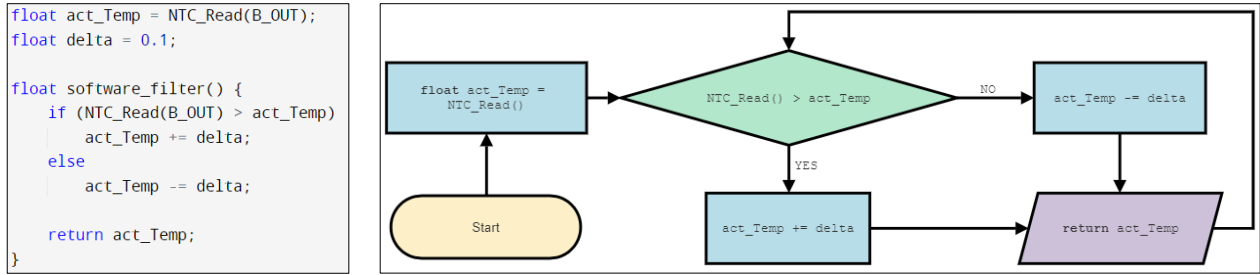 float act_Temp = NTC_Read(B_OUT);
float delta = 0.1;
float software_filter() {
if (NTC_Read(B_OUT) > act_Temp)
act_Temp += delta;
else
act_Temp -= delta;
return act_Temp;
}
float act_Temp =
NTC_Read()
NTC_Read() > act_Temp
NO
act_Temp -= delta
YES
Start
act_Temp += delta
return act_Temp